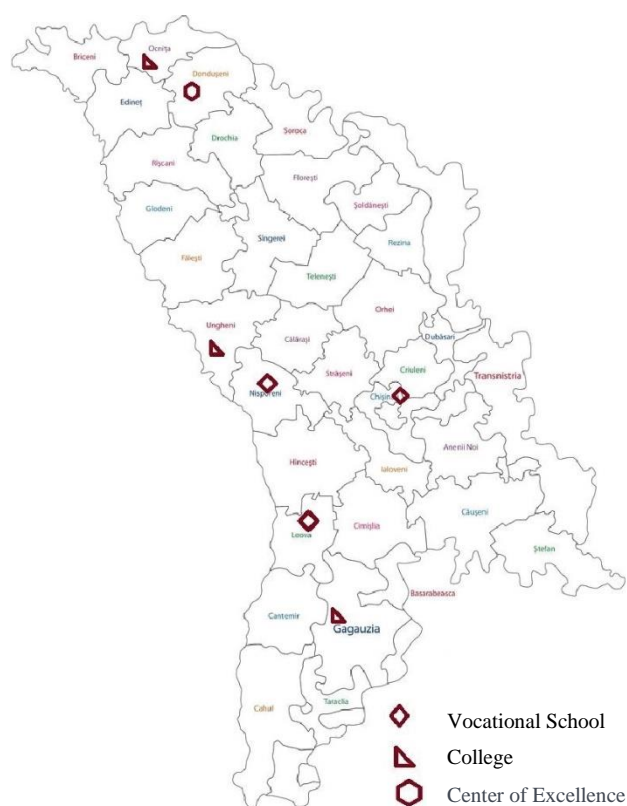 Ocnița
Briceni
Dondușeni
Edineț
Soroca
Drochia
Rîșcani
Florești
Șoldănești
Glodeni
Sîngerei
Rezina
Fălești
Telenești
Orhei
Ungheni
Dubăsari
Călărași
Criuleni
Strășeni
Transnistria
Nisporeni
Chișin
Anenii Noi
Hîncești
Ialoveni
Căușeni
Leova
Cimișlia
Ștefan
Basarabeasca
Cantemir
Gagauzia
Taraclia
Cahul
Vocational School
College
Center of Excellence